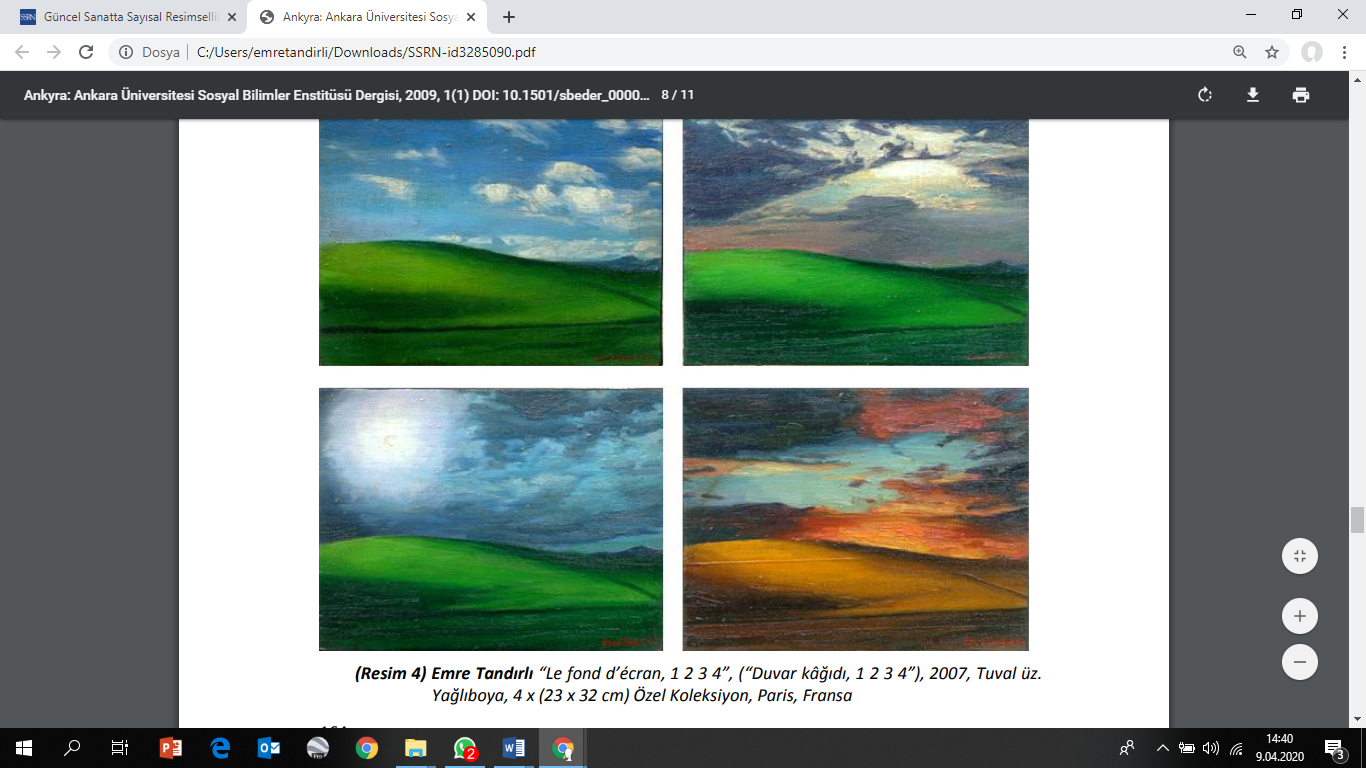 Güncel Sanatta Sayısal Resimselli
Ankyra: Ankara Üniversitesi Sosya
Dosya
C:/Users/emretandirli/Downloads/SSRN-id3285090.pdf
Ankyra: Ankara Üniversitesi Sosyal Bilimler Enstitüsü Dergisi, 2009, 1(1) DOI: 10.1501/sbeder_0000... 8 / 11
(Resim 4) Emre Tandırlı “Le fond d’écran, 1 2 3 4”, (“Duvar kâğıdı, 1 2 3 4”), 2007, Tuval üz.
Yağlıboya, 4 x (23 x 32 cm) Özel Koleksiyon, Paris, Fransa
14:40
9.04.2020